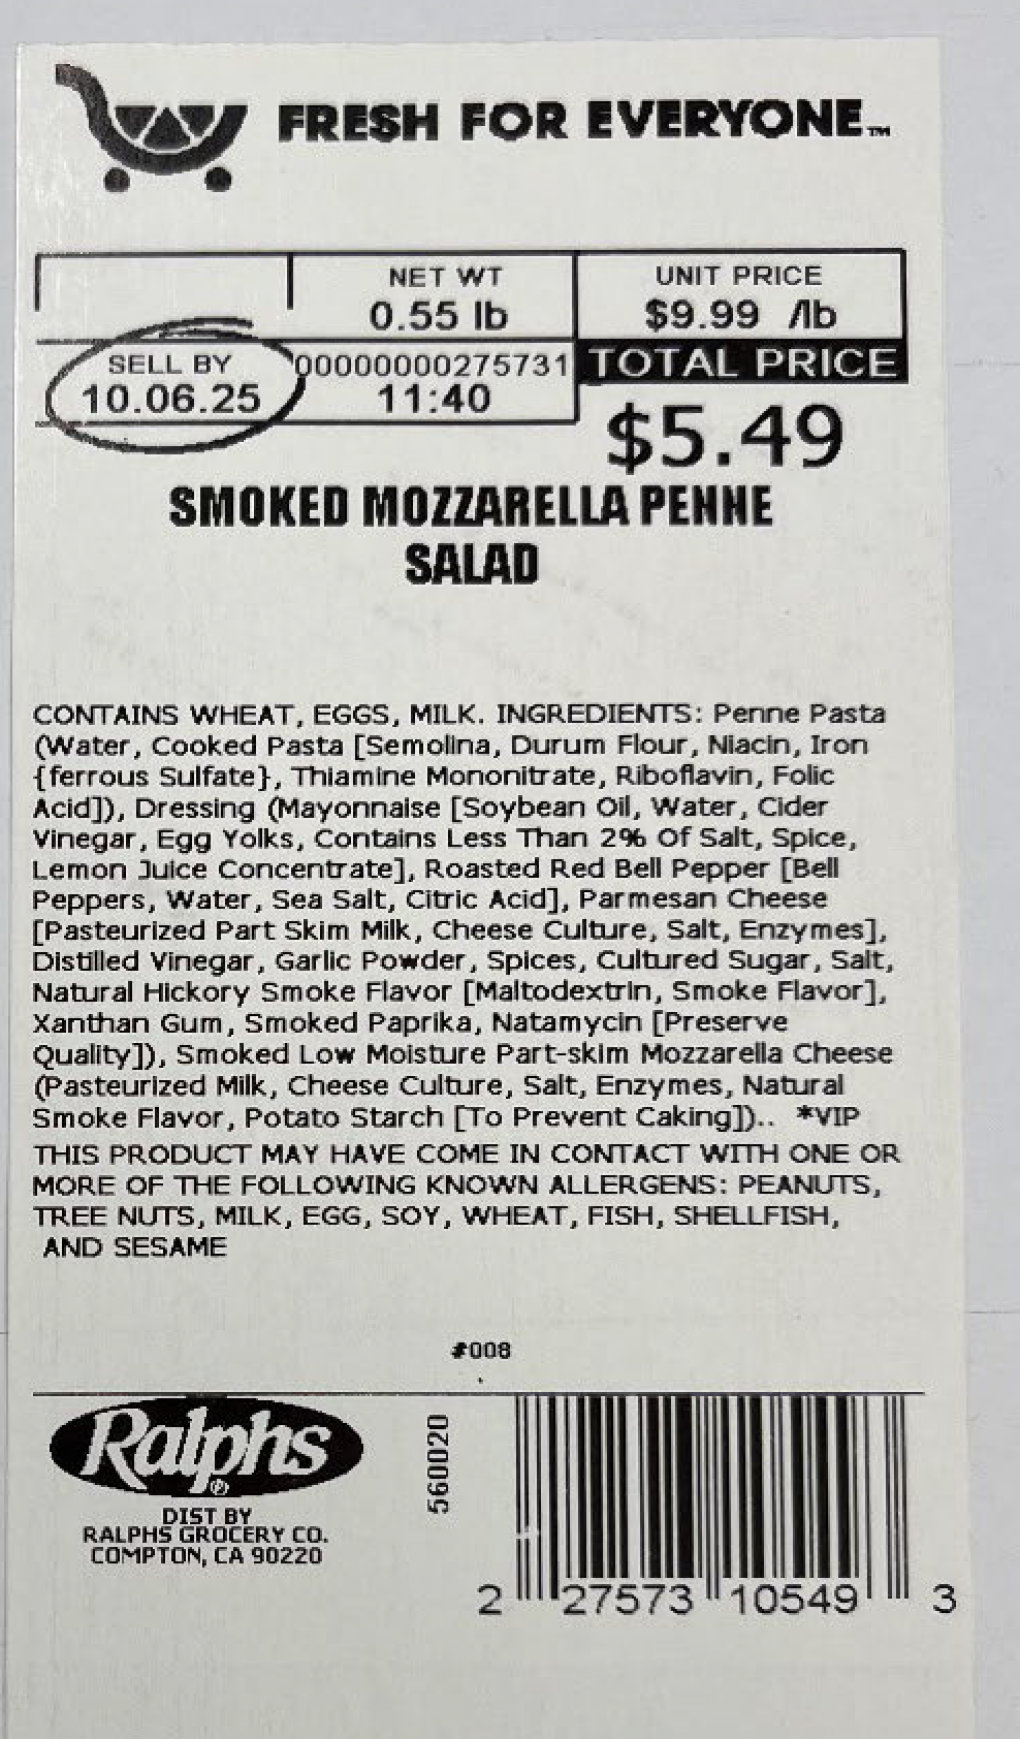 FRESH FOR EVERYONE™
NET WT
0.55 lb
UNIT PRICE
$9.99 /lb
SELL BY
10.06.25
00000000275731
11:40
TOTAL PRICE
$5.49
SMOKED MOZZARELLA PENNE
SALAD
CONTAINS WHEAT, EGGS, MILK. INGREDIENTS: Penne Pasta
(Water, Cooked Pasta [Semolina, Durum Flour, Niacin, Iron
{ferrous Sulfate}, Thiamine Mononitrate, Riboflavin, Folic
Acid]), Dressing (Mayonnaise [Soybean Oil, Water, Cider
Vinegar, Egg Yolks, Contains Less Than 2% Of Salt, Spice,
Lemon Juice Concentrate], Roasted Red Bell Pepper [Bell
Peppers, Water, Sea Salt, Citric Acid], Parmesan Cheese
[Pasteurized Part Skim Milk, Cheese Culture, Salt, Enzymes],
Distilled Vinegar, Garlic Powder, Spices, Cultured Sugar, Salt,
Natural Hickory Smoke Flavor [Maltodextrin, Smoke Flavor],
Xanthan Gum, Smoked Paprika, Natamycin [Preserve
Quality]), Smoked Low Moisture Part-skim Mozzarella Cheese
(Pasteurized Milk, Cheese Culture, Salt, Enzymes, Natural
Smoke Flavor, Potato Starch [To Prevent Caking]).. *VIP
THIS PRODUCT MAY HAVE COME IN CONTACT WITH ONE OR
MORE OF THE FOLLOWING KNOWN ALLERGENS: PEANUTS,
TREE NUTS, MILK, EGG, SOY, WHEAT, FISH, SHELLFISH,
AND SESAME
#008
Ralphs®
DIST BY
RALPHS GROCERY CO.
COMPTON, CA 90220
560020
2 27573 10549 3